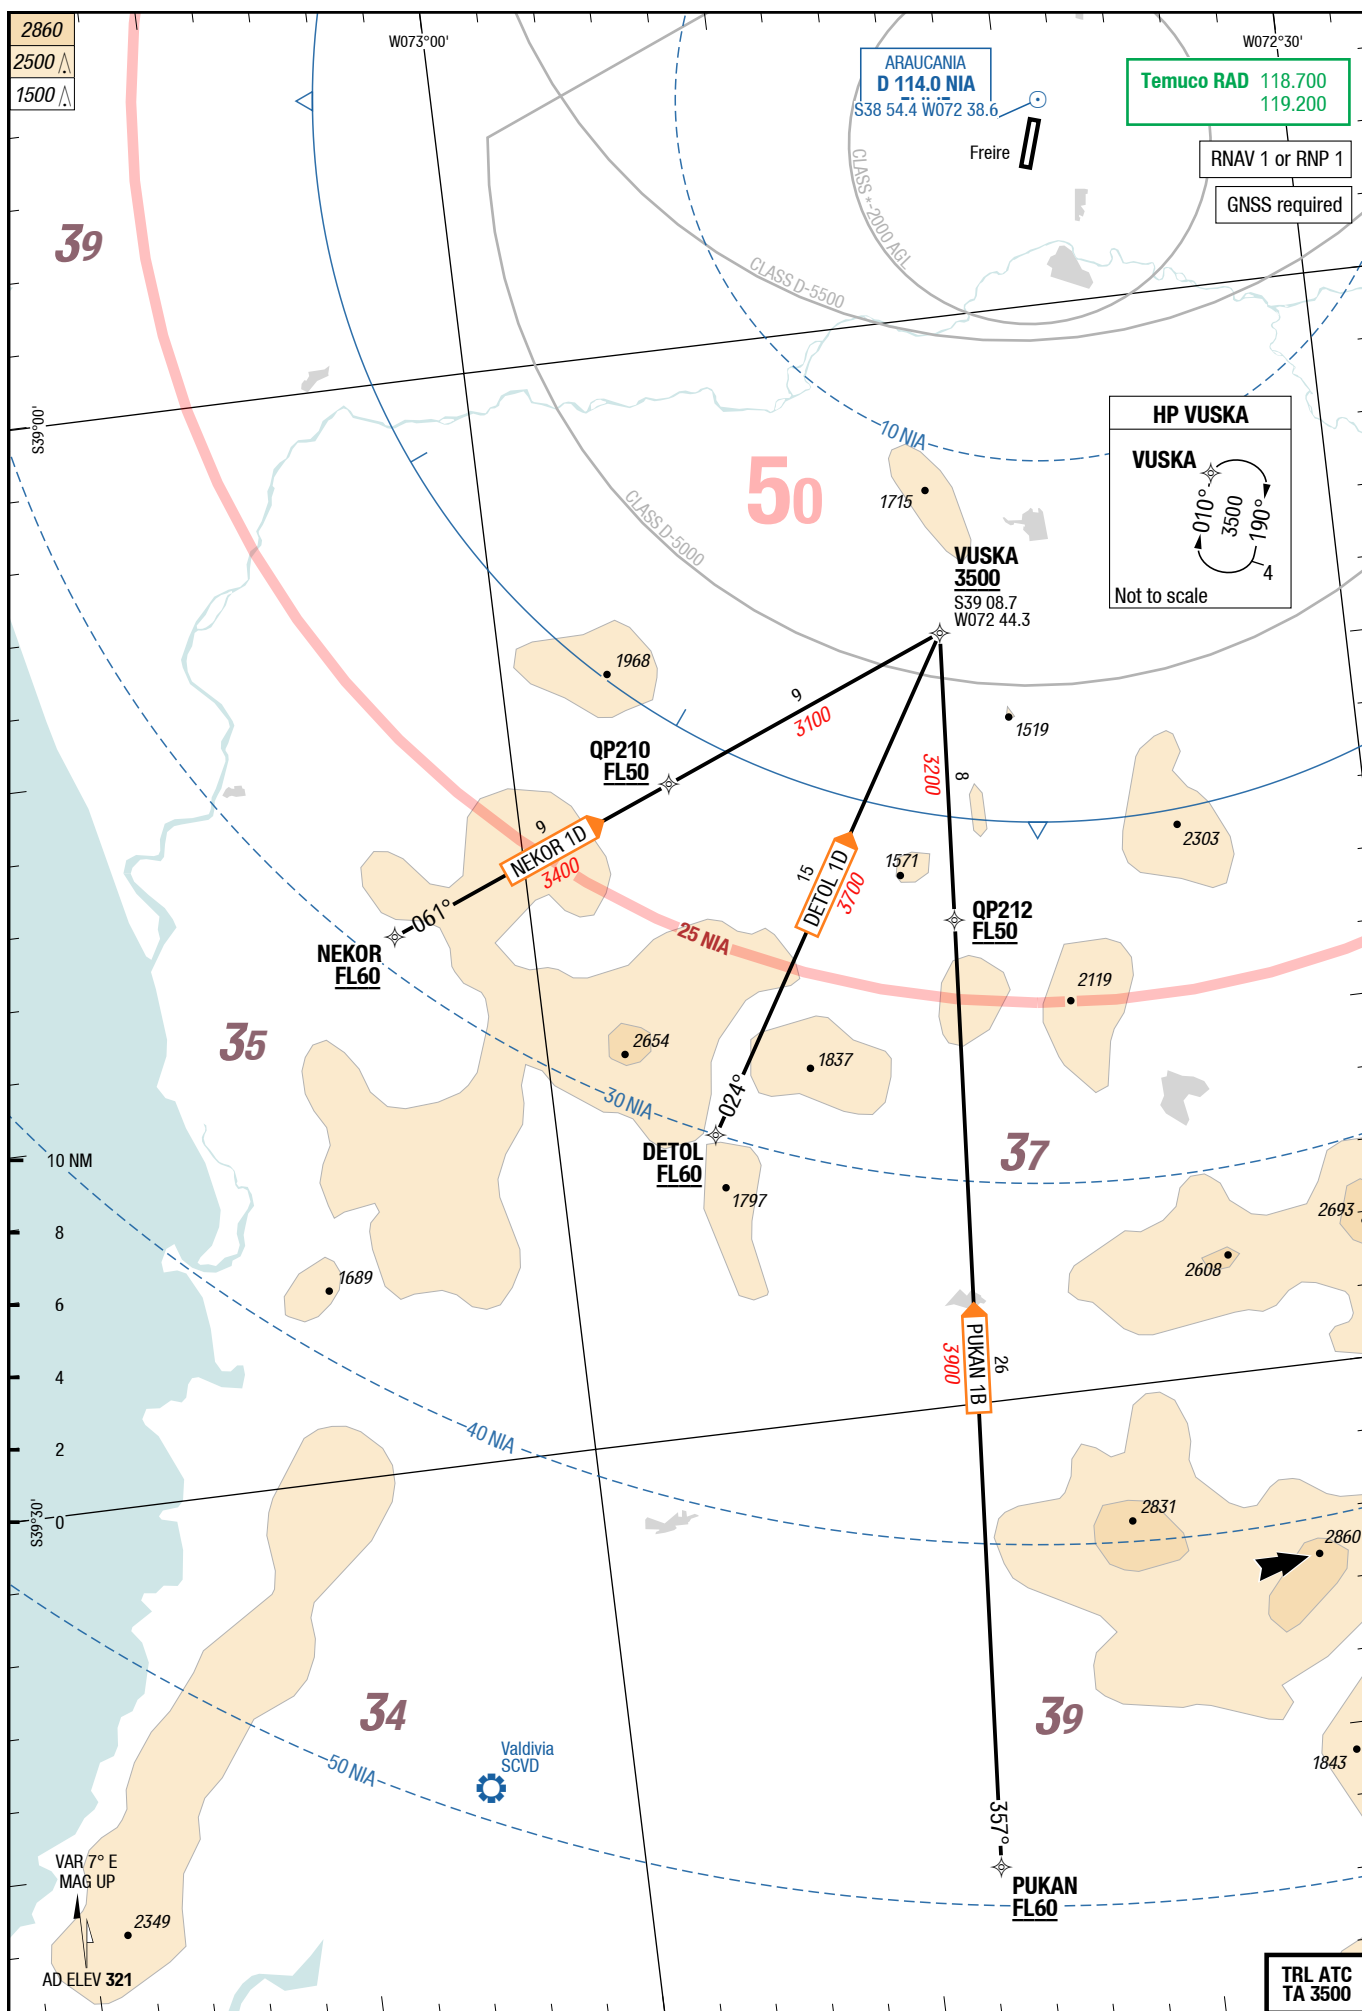 2860
2500
1500
W073°00'
W072°30'
ARAUCANIA
D 114.0 NIA
S38 54.4 W072 38.6
Freire
Temuco RAD 118.700
119.200
RNAV 1 or RNP 1
GNSS required
CLASS *-2000 AGL
39
CLASS D-5500
S39°00'
10 NIA
HP VUSKA
VUSKA
010°
3500
190°
4
Not to scale
50
1715
CLASS D-5000
VUSKA
3500
S39 08.7
W072 44.3
1968
9
3100
1519
QP210
FL50
3200
8
2303
9
NEKOR 1D
3400
15
DETOL 1D
3700
1571
061°
NEKOR
FL60
25 NIA
QP212
FL50
2119
35
2654
1837
024°
30 NIA
DETOL
FL60
37
10 NM
8
6
4
2
0
1797
2693
2608
1689
PUKAN 1B
26
3900
40 NIA
S39°30'
2831
2860
34
39
50 NIA
Valdivia
SCVD
1843
357°
VAR 7° E
MAG UP
PUKAN
FL60
2349
AD ELEV 321
TRL ATC
TA 3500